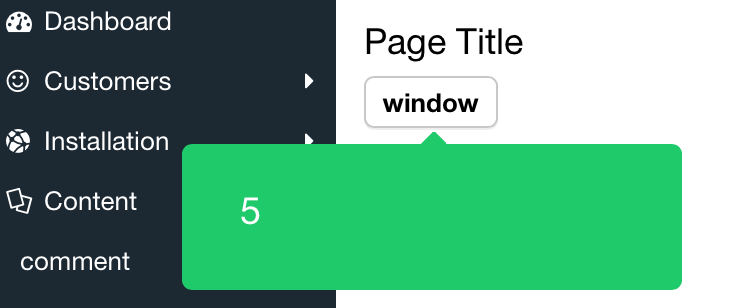 Dashboard
Customers
Installation
Content
comment
Page Title
window
5